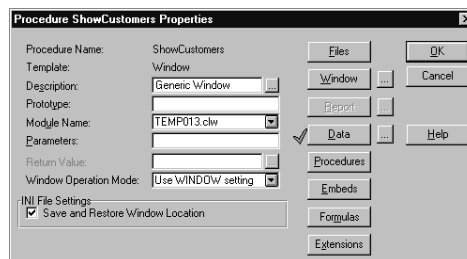 Procedure ShowCustomers Properties
Procedure Name: ShowCustomers Files OK
Template: Window
Description: Generic Window ... Window ... Cancel
Prototype:
Report ...
Module Name: TEMP013.clw
Parameters: Data ... Help
Return Value: ... Procedures
Window Operation Mode: Use WINDOW setting
Embeds
INI File Settings
Save and Restore Window Location
Formulas
Extensions